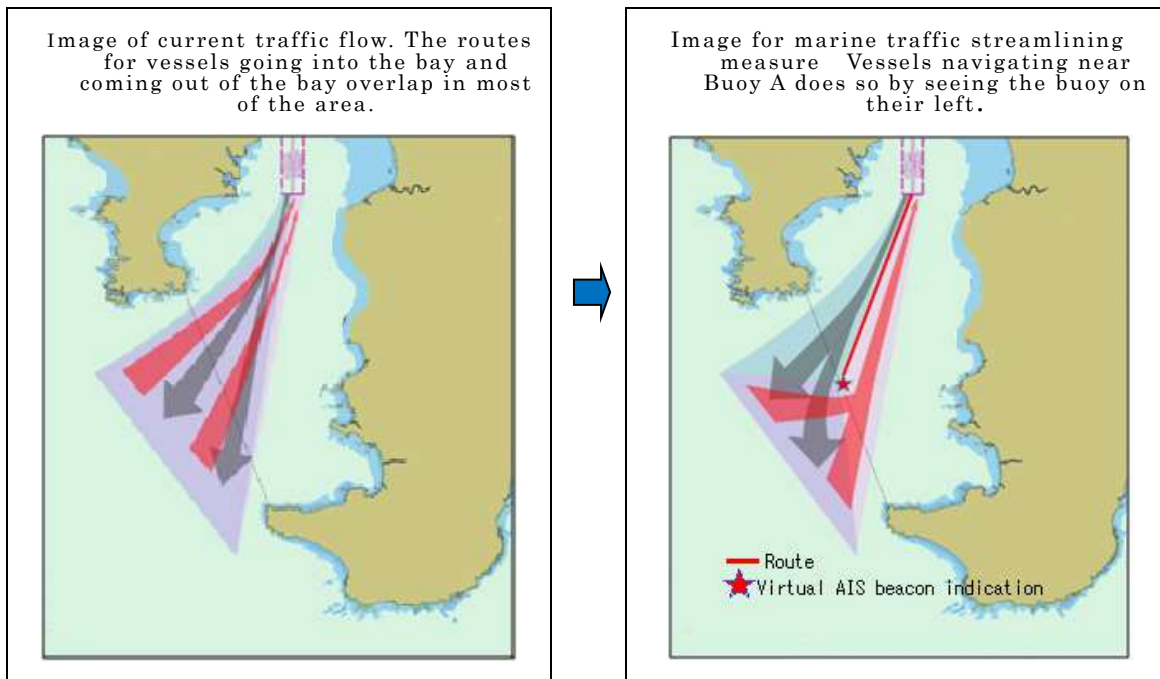 Image of current traffic flow. The routes
for vessels going into the bay and
coming out of the bay overlap in most
of the area.
Image for marine traffic streamlining
measure Vessels navigating near
Buoy A does so by seeing the buoy on
their left.
Route
Virtual AIS beacon indication